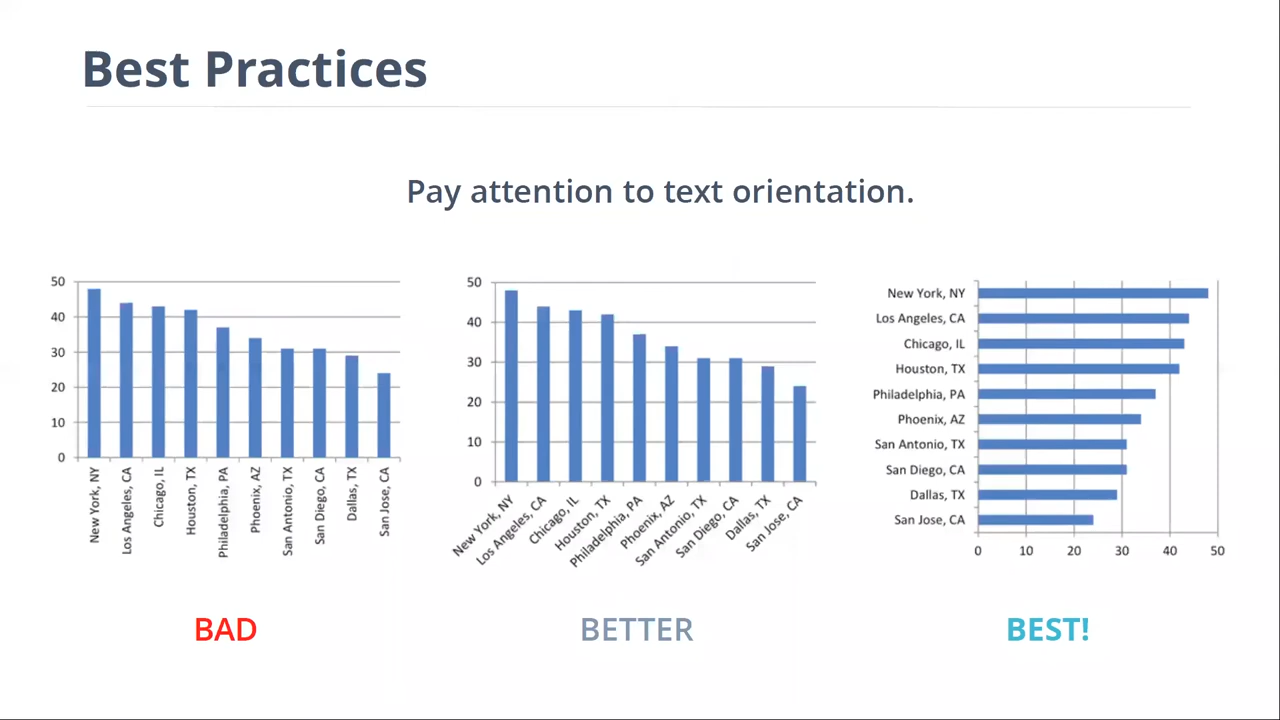 Best Practices
Pay attention to text orientation.
50
40
30
20
10
0
New York, NY
Los Angeles, CA
Chicago, IL
Houston, TX
Philadelphia, PA
Phoenix, AZ
San Antonio, TX
San Diego, CA
Dallas, TX
San Jose, CA
BAD
50
40
30
20
10
0
New York, NY
Los Angeles, CA
Chicago, IL
Houston, TX
Philadelphia, PA
Phoenix, AZ
San Antonio, TX
San Diego, CA
Dallas, TX
San Jose, CA
BETTER
New York, NY
Los Angeles, CA
Chicago, IL
Houston, TX
Philadelphia, PA
Phoenix, AZ
San Antonio, TX
San Diego, CA
Dallas, TX
San Jose, CA
0 10 20 30 40 50
BEST!